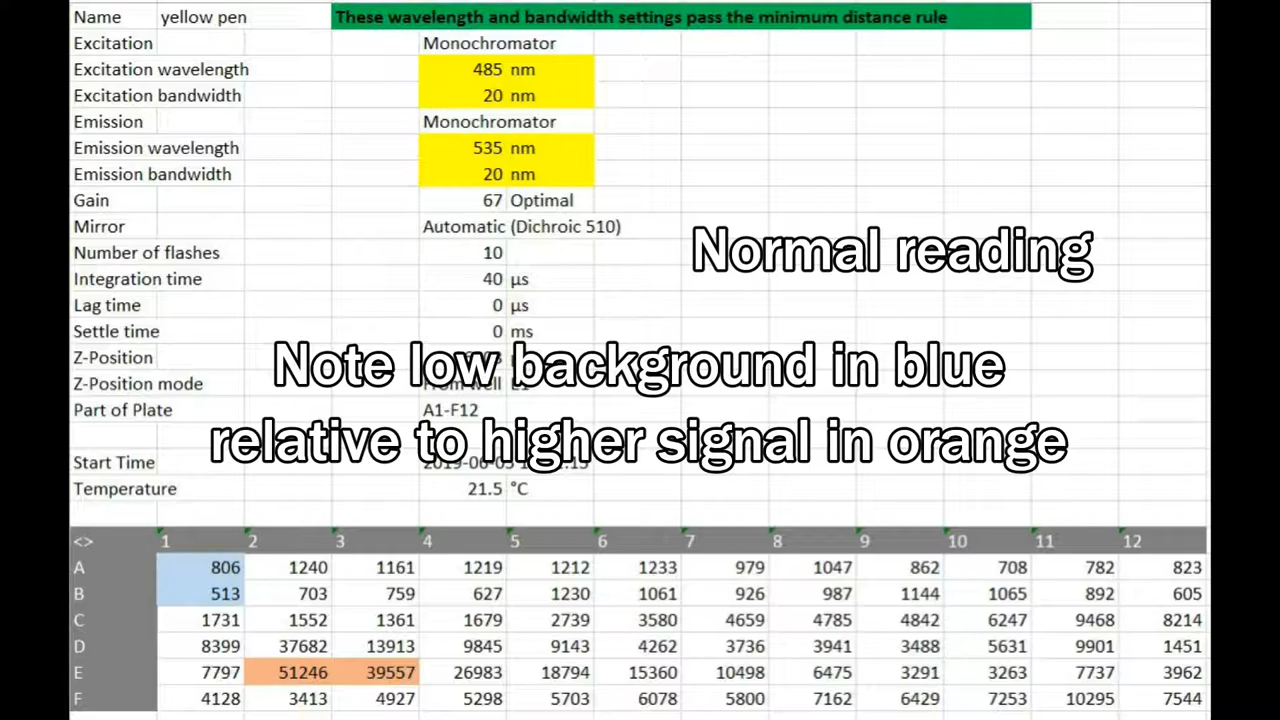 Name yellow pen These wavelength and bandwidth settings pass the minimum distance rule
Excitation Monochromator
Excitation wavelength 485 nm
Excitation bandwidth 20 nm
Emission Monochromator
Emission wavelength 535 nm
Emission bandwidth 20 nm
Gain 67 Optimal
Mirror Automatic (Dichroic 510)
Normal reading
Number of flashes 10
Integration time 40 µs
Lag time 0 µs
Settle time 0 ms
Z-Position
Note low background in blue
Z-Position mode From well E1
Part of Plate A1-F12
relative to higher signal in orange
Start Time
Temperature 21.5 °C
<> 1 2 3 4 5 6 7 8 9 10 11 12
A 806 1240 1161 1219 1212 1233 979 1047 862 708 782 823
B 513 703 759 627 1230 1061 926 987 1144 1065 892 605
C 1731 1552 1361 1679 2739 3580 4659 4785 4842 6247 9468 8214
D 8399 37682 13913 9845 9143 4262 3736 3941 3488 5631 9901 1451
E 7797 51246 39557 26983 18794 15360 10498 6475 3291 3263 7737 3962
F 4128 3413 4927 5298 5703 6078 5800 7162 6429 7253 10295 7544